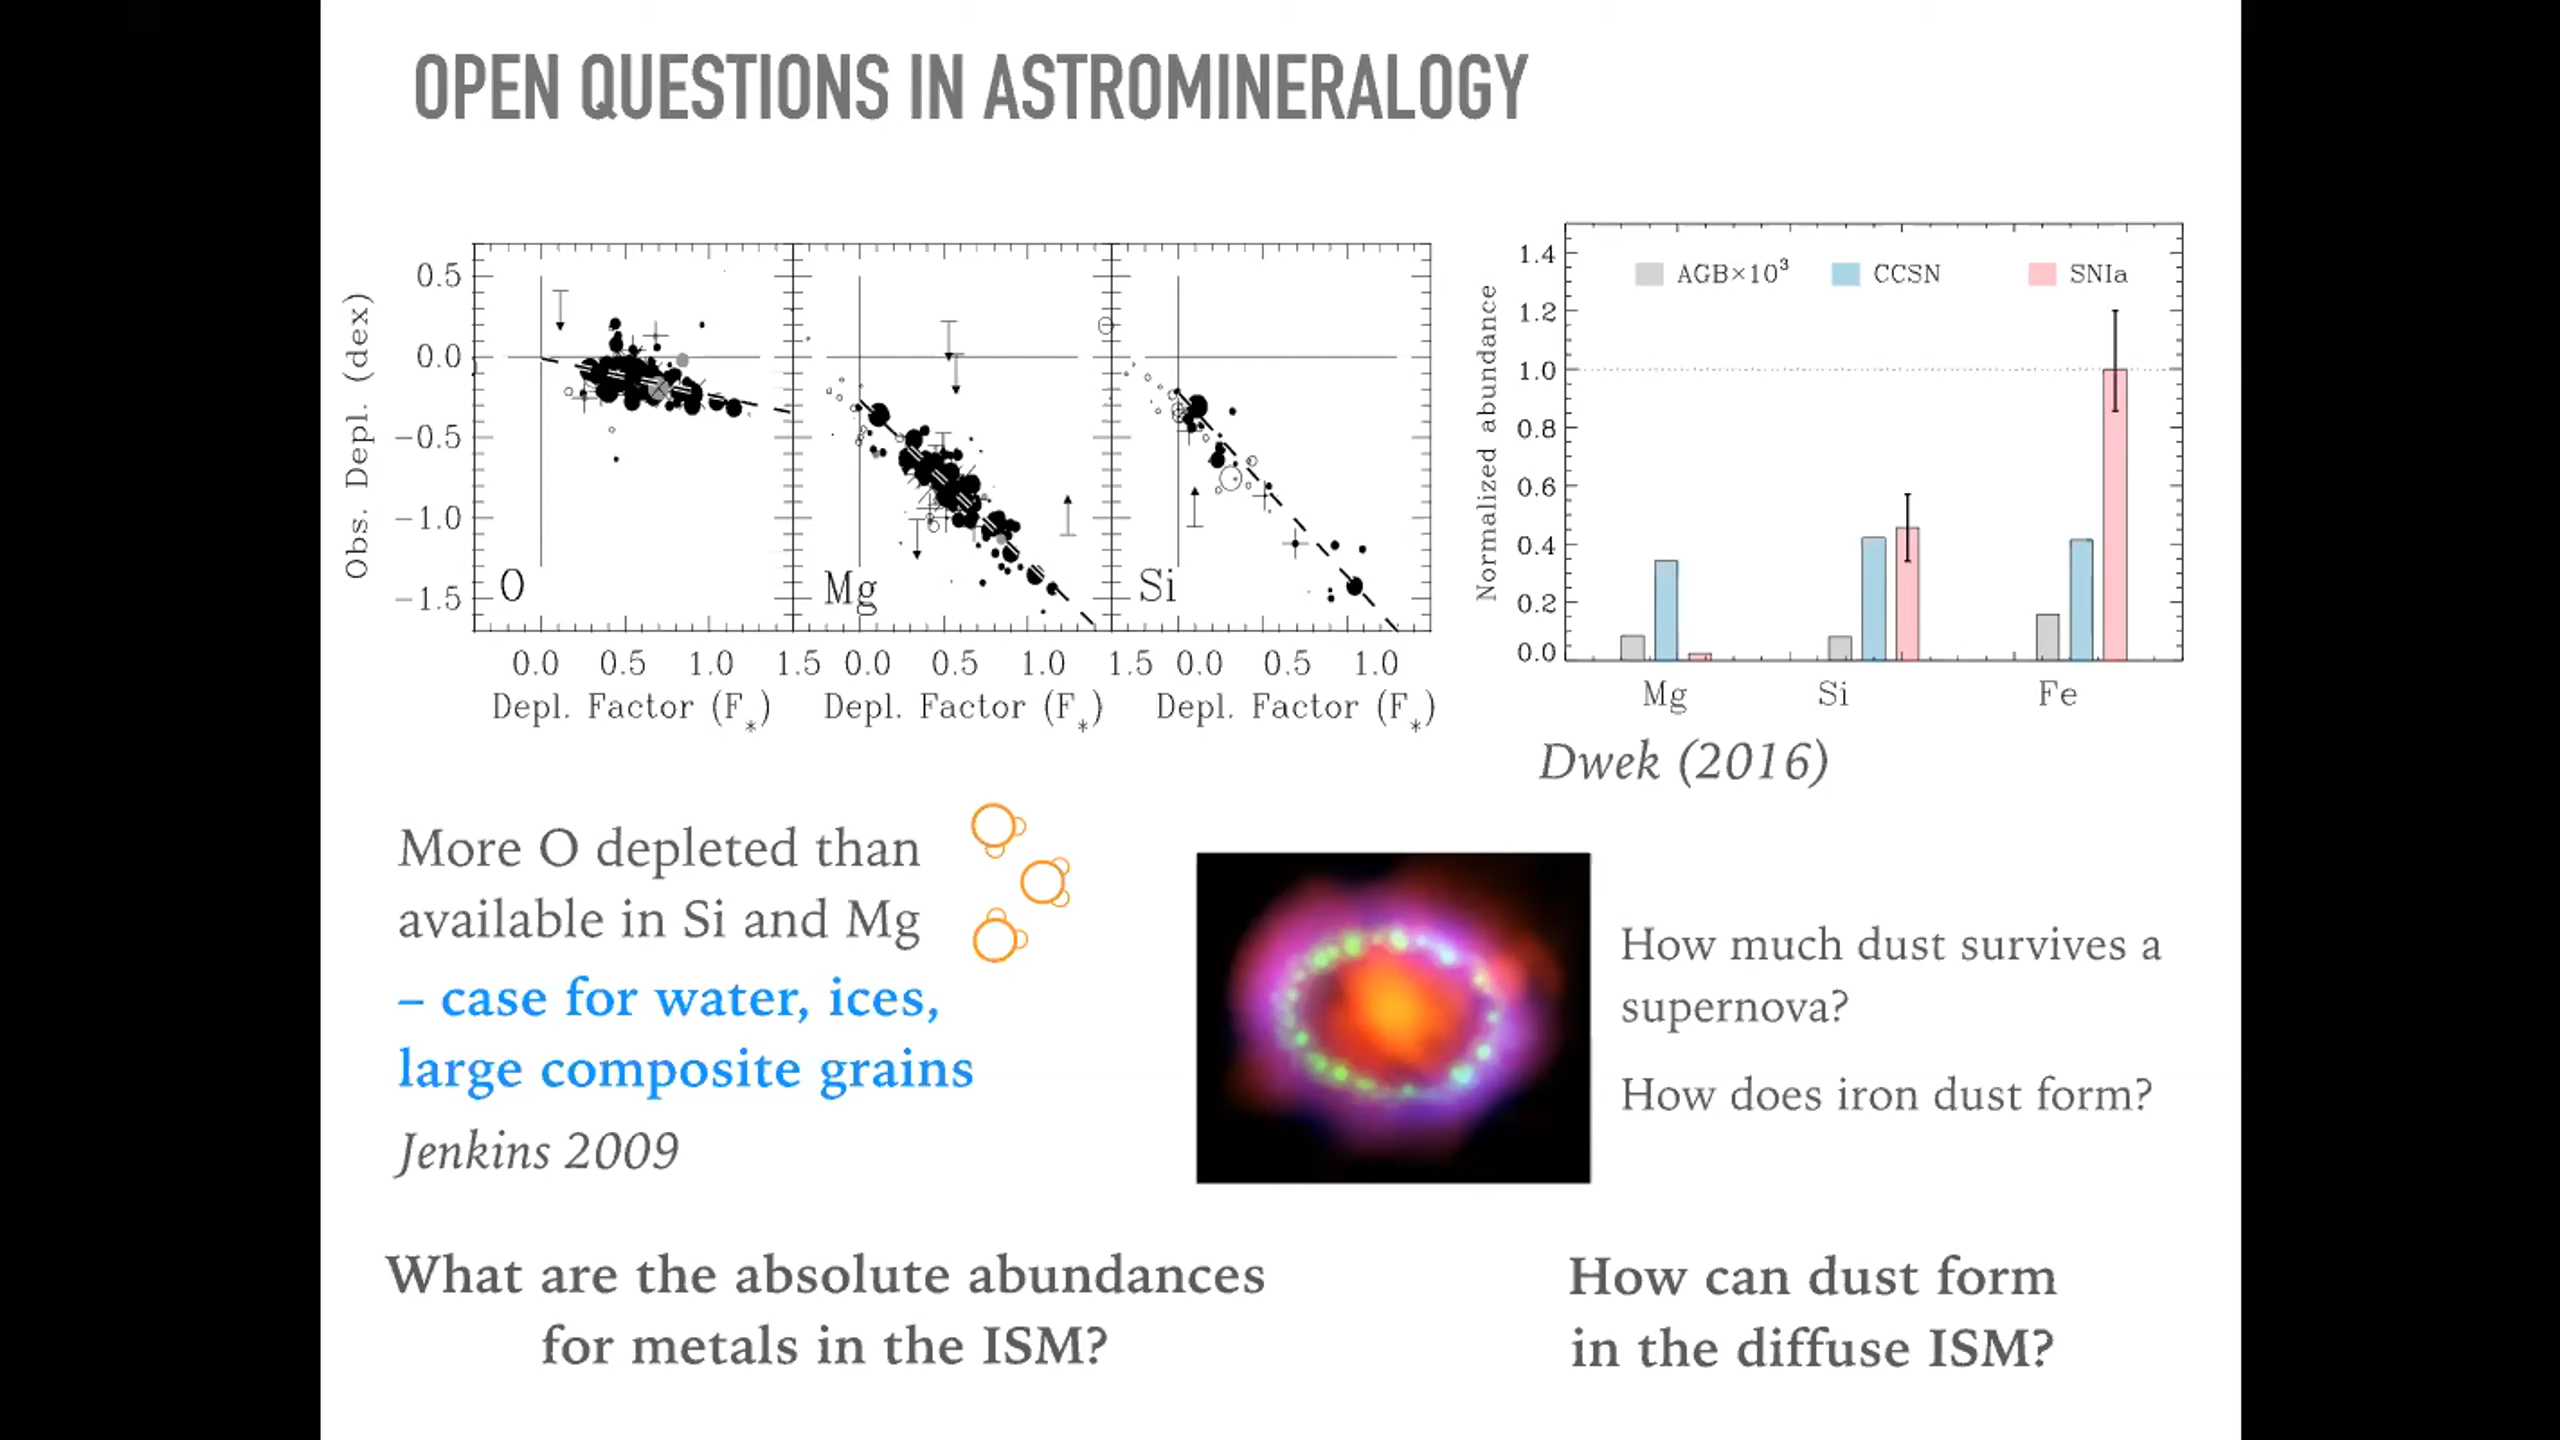 OPEN QUESTIONS IN ASTROMINERALOGY
Obs. Depl. (dex)
0.5
0.0
−0.5
−1.0
−1.5
O
Mg
Si
0.0 0.5 1.0 1.5 0.0 0.5 1.0 1.5 0.0 0.5 1.0
Depl. Factor (F*) Depl. Factor (F*) Depl. Factor (F*)
Normalized abundance
1.4
1.2
1.0
0.8
0.6
0.4
0.2
0.0
AGB×10³ CCSN SNIa
Mg Si Fe
Dwek (2016)
More O depleted than
available in Si and Mg
– case for water, ices,
large composite grains
Jenkins 2009
How much dust survives a
supernova?
How does iron dust form?
What are the absolute abundances
for metals in the ISM?
How can dust form
in the diffuse ISM?